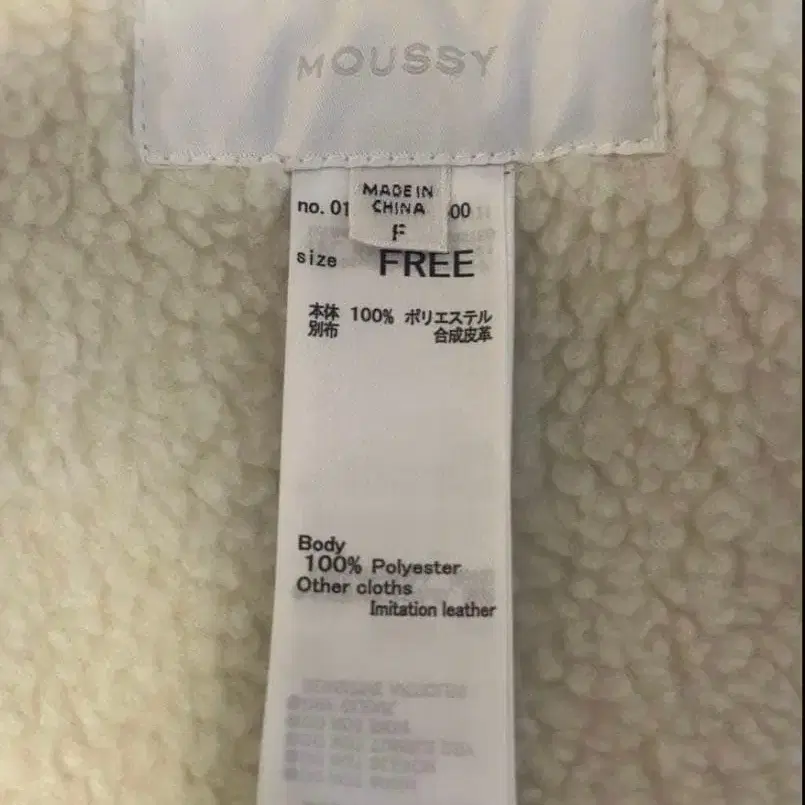 MOUSSY
MADE IN
CHINA
F
no. 01 00
size FREE
本体 100% ポリエステル
別布 合成皮革
Body
100% Polyester
Other cloths
Imitation leather